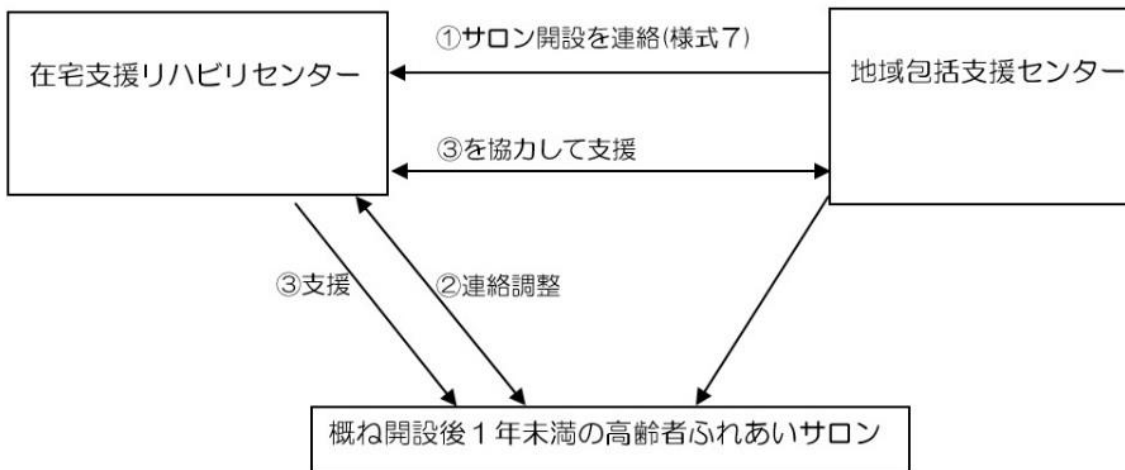 ①サロン開設を連絡(様式７)
在宅支援リハビリセンター
地域包括支援センター
③を協力して支援
③支援
②連絡調整
概ね開設後１年未満の高齢者ふれあいサロン